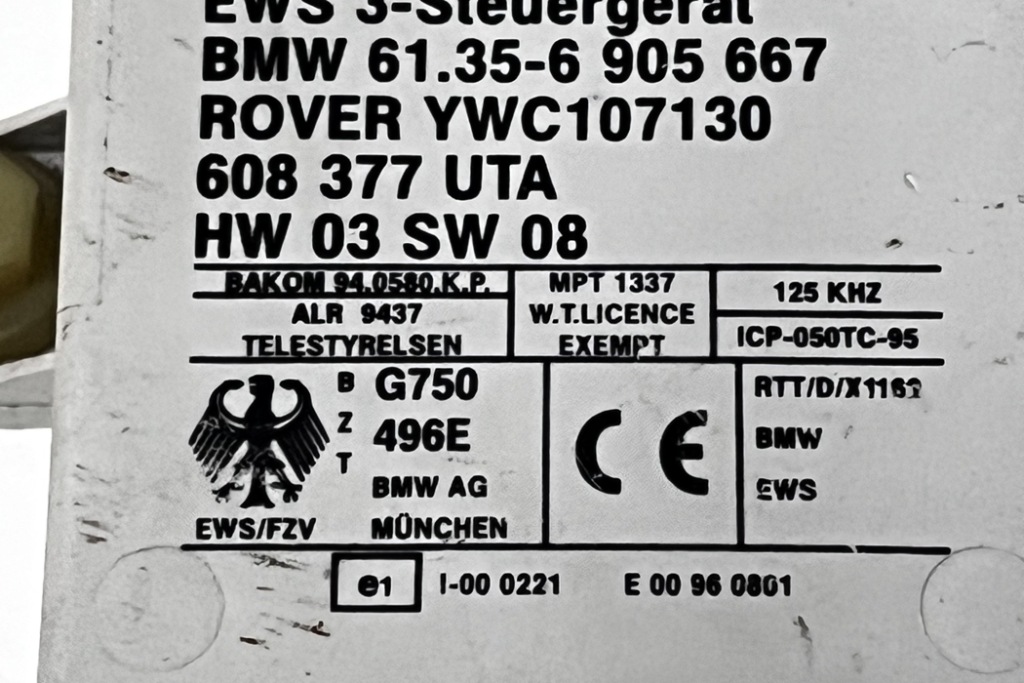 EWS 3-Steuergerät
BMW 61.35-6 905 667
ROVER YWC107130
608 377 UTA
HW 03 SW 08
BAKOM 94.0580.K.P.
ALR 9437
TELESTYRELSEN
MPT 1337
W.T.LICENCE
EXEMPT
125 KHZ
ICP-050TC-95
BZT
G750
496E
BMW AG
MÜNCHEN
EWS/FZV
CE
BMW
EWS
e1 I-00 0221 E 00 96 0801